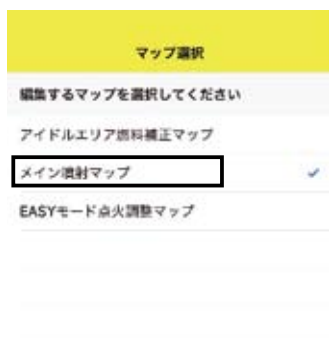 マップ選択
編集するマップを選択してください
アイドルエリア燃料補正マップ
メイン噴射マップ
EASYモード点火調整マップ